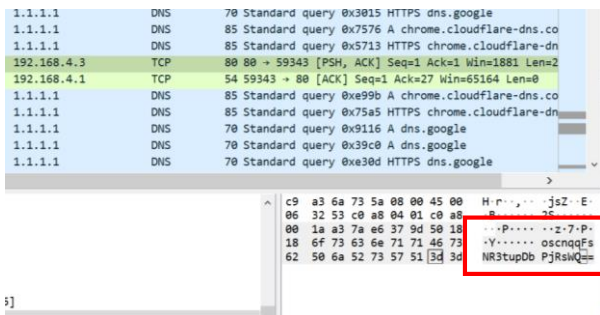 1.1.1.1 DNS 70 Standard query 0x3015 HTTPS dns.google
1.1.1.1 DNS 85 Standard query 0x7576 A chrome.cloudflare-dns.co
1.1.1.1 DNS 85 Standard query 0x5713 HTTPS chrome.cloudflare-dn
192.168.4.3 TCP 80 80 → 59343 [PSH, ACK] Seq=1 Ack=1 Win=1881 Len=2
192.168.4.1 TCP 54 59343 → 80 [ACK] Seq=1 Ack=27 Win=65164 Len=0
1.1.1.1 DNS 85 Standard query 0xe99b A chrome.cloudflare-dns.co
1.1.1.1 DNS 85 Standard query 0x75a5 HTTPS chrome.cloudflare-dn
1.1.1.1 DNS 70 Standard query 0x9116 A dns.google
1.1.1.1 DNS 70 Standard query 0x39c0 A dns.google
1.1.1.1 DNS 70 Standard query 0xe30d HTTPS dns.google
c9 a3 6a 73 5a 08 00 45 00 H·r··,· ·jsZ··E·
06 32 53 c0 a8 04 01 c0 a8 ·B······ 2S······
00 1a a3 7a e6 37 9d 50 18 ···P···· ··z·7·P·
18 6f 73 63 6e 71 71 46 73 ·Y······ oscnqqFs
62 50 6a 52 73 57 51 3d 3d NR3tupDb PjRsWQ==
5]